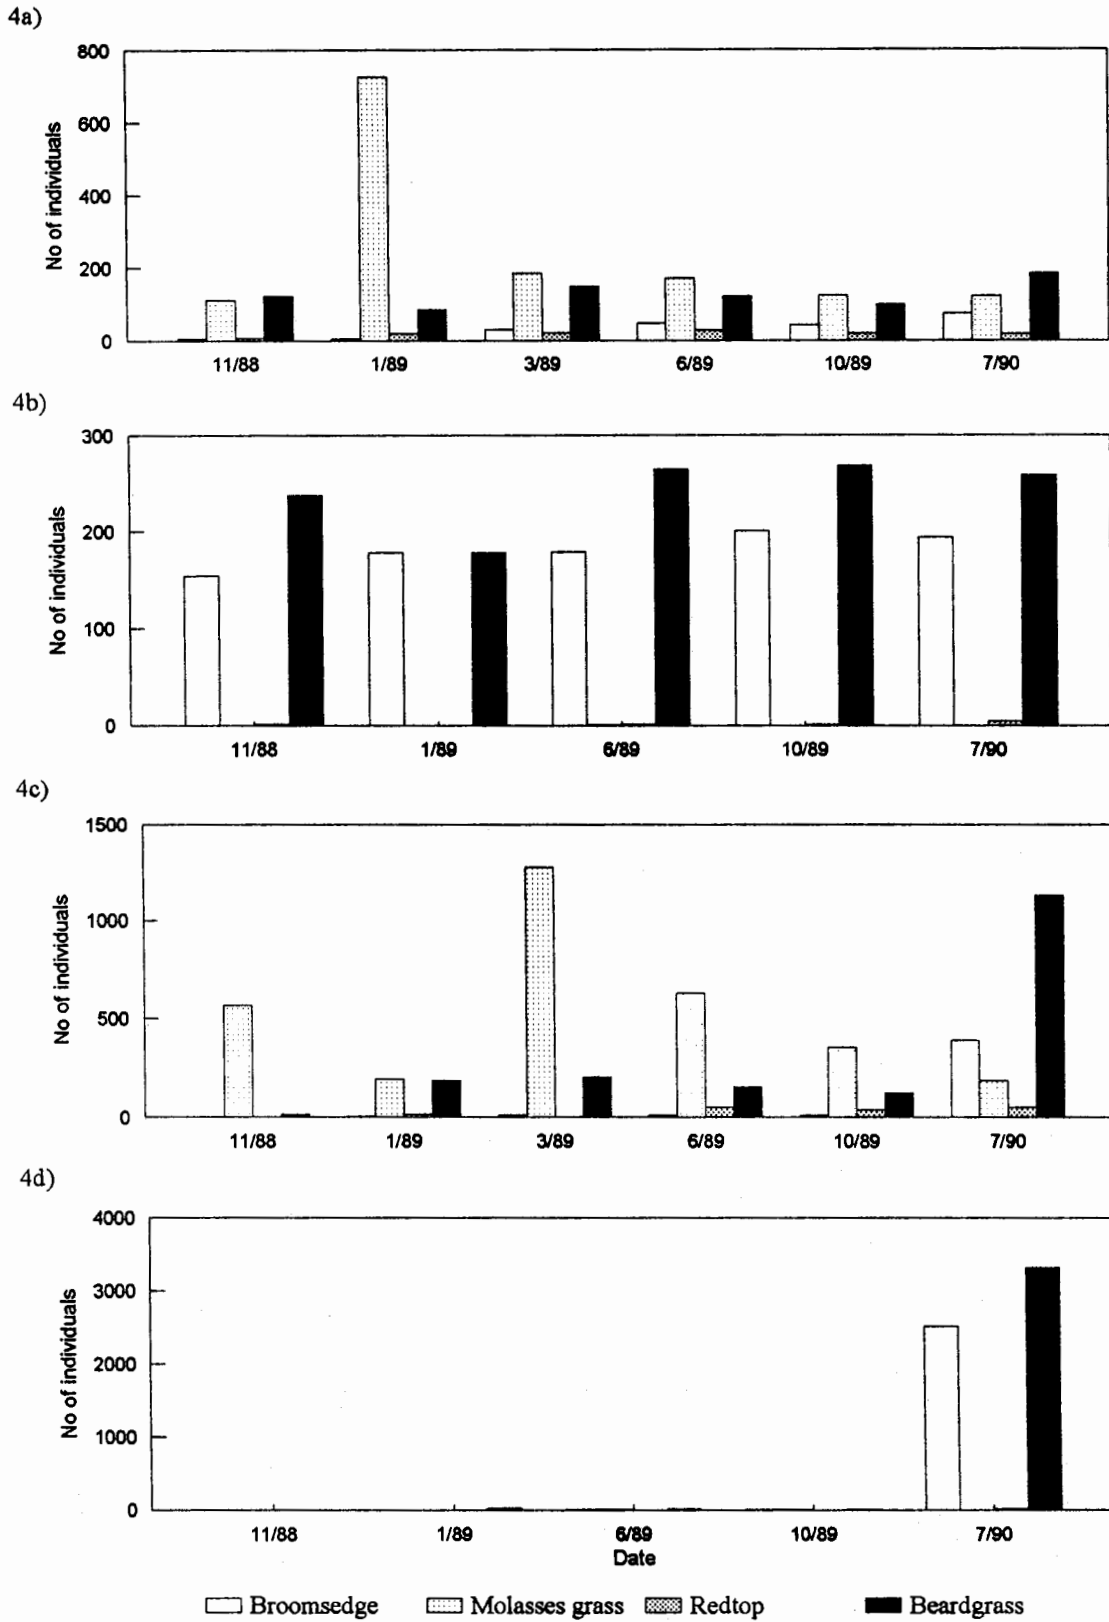 4a)
800
600
400
200
0
No of individuals
11/88 1/89 3/89 6/89 10/89 7/90
4b)
300
200
100
0
No of individuals
11/88 1/89 6/89 10/89 7/90
4c)
1500
1000
500
0
No of individuals
11/88 1/89 3/89 6/89 10/89 7/90
4d)
4000
3000
2000
1000
0
No of individuals
11/88 1/89 6/89 10/89 7/90
Date
Broomsedge Molasses grass Redtop Beardgrass